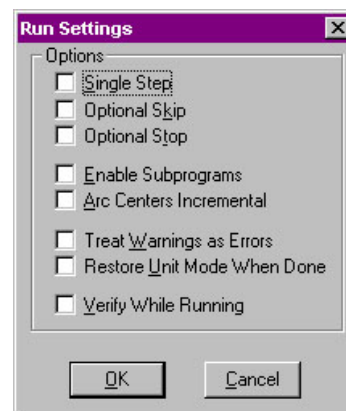 Run Settings
Options
Single Step
Optional Skip
Optional Stop
Enable Subprograms
Arc Centers Incremental
Treat Warnings as Errors
Restore Unit Mode When Done
Verify While Running
OK
Cancel